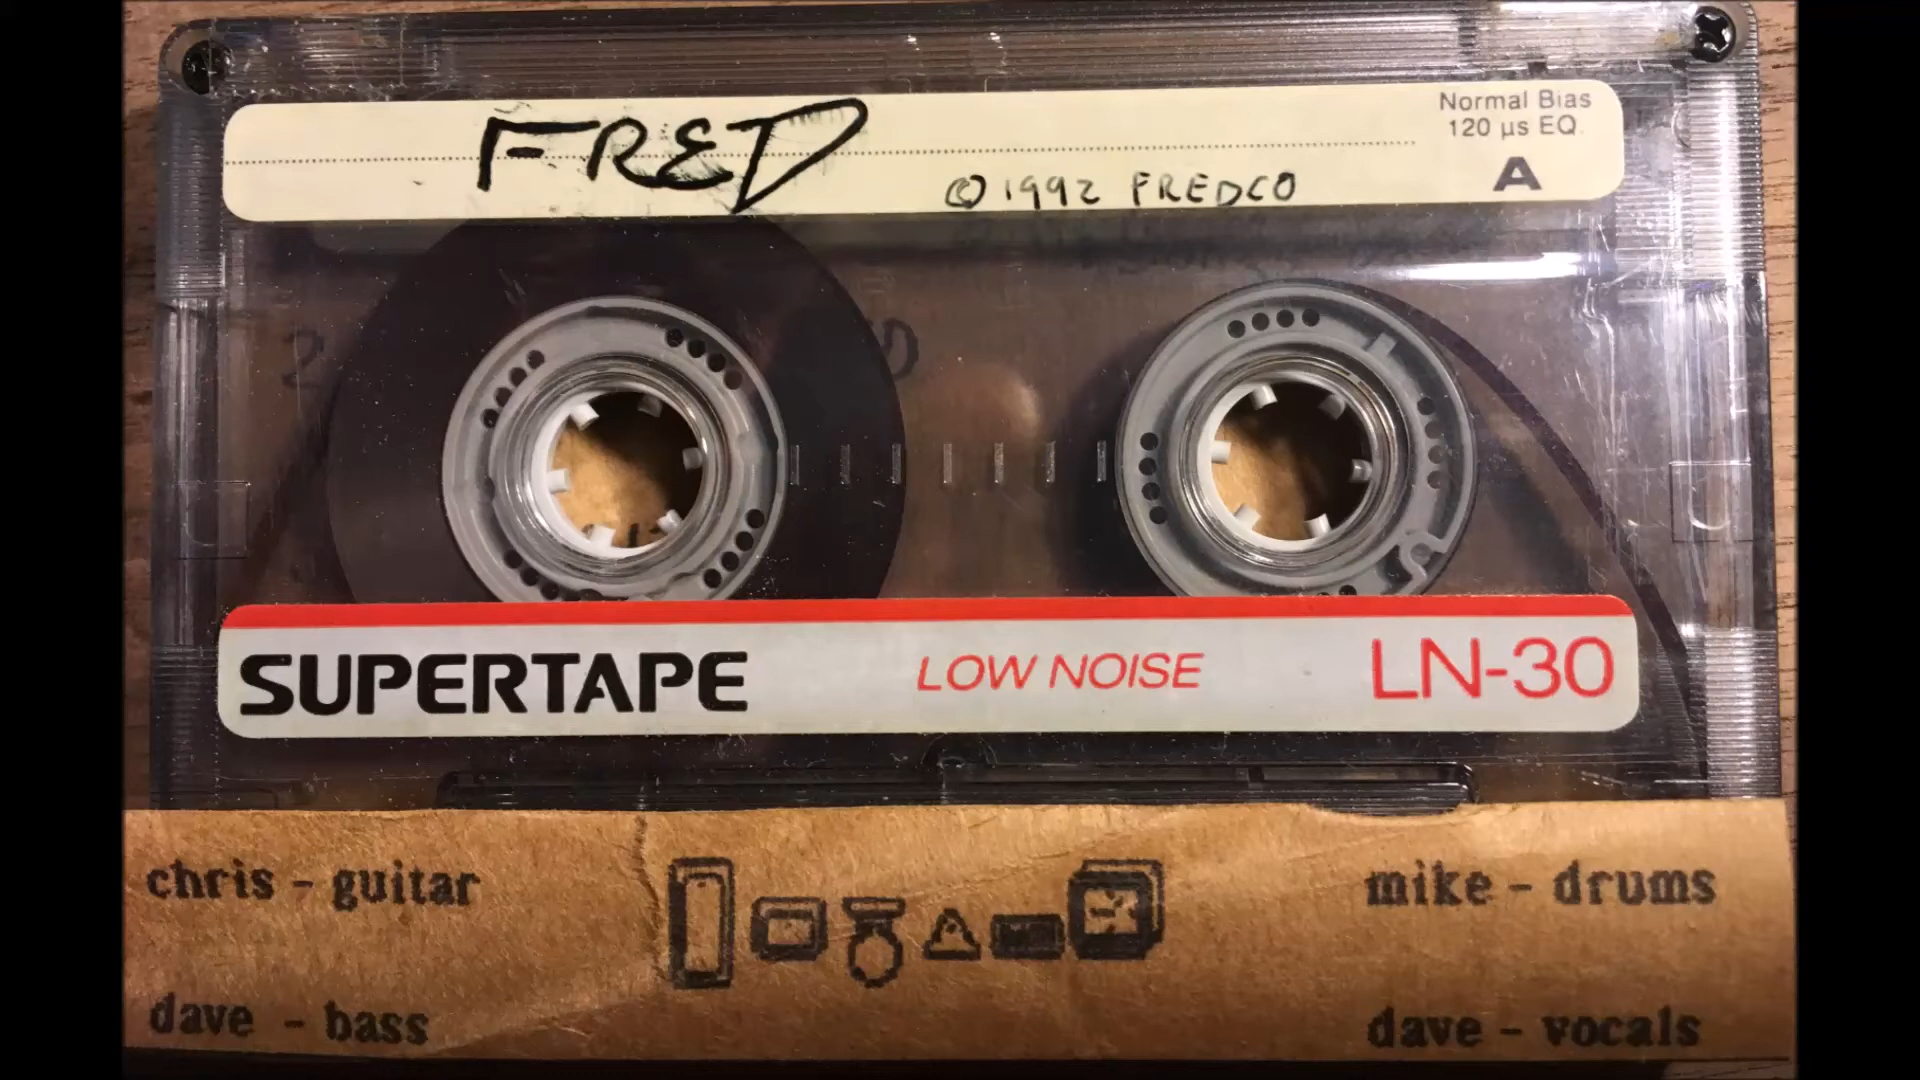 FRED
© 1992 FREDCO
Normal Bias
120 µs EQ
A
SUPERTAPE
LOW NOISE
LN-30
chris - guitar
mike - drums
dave - bass
dave - vocals